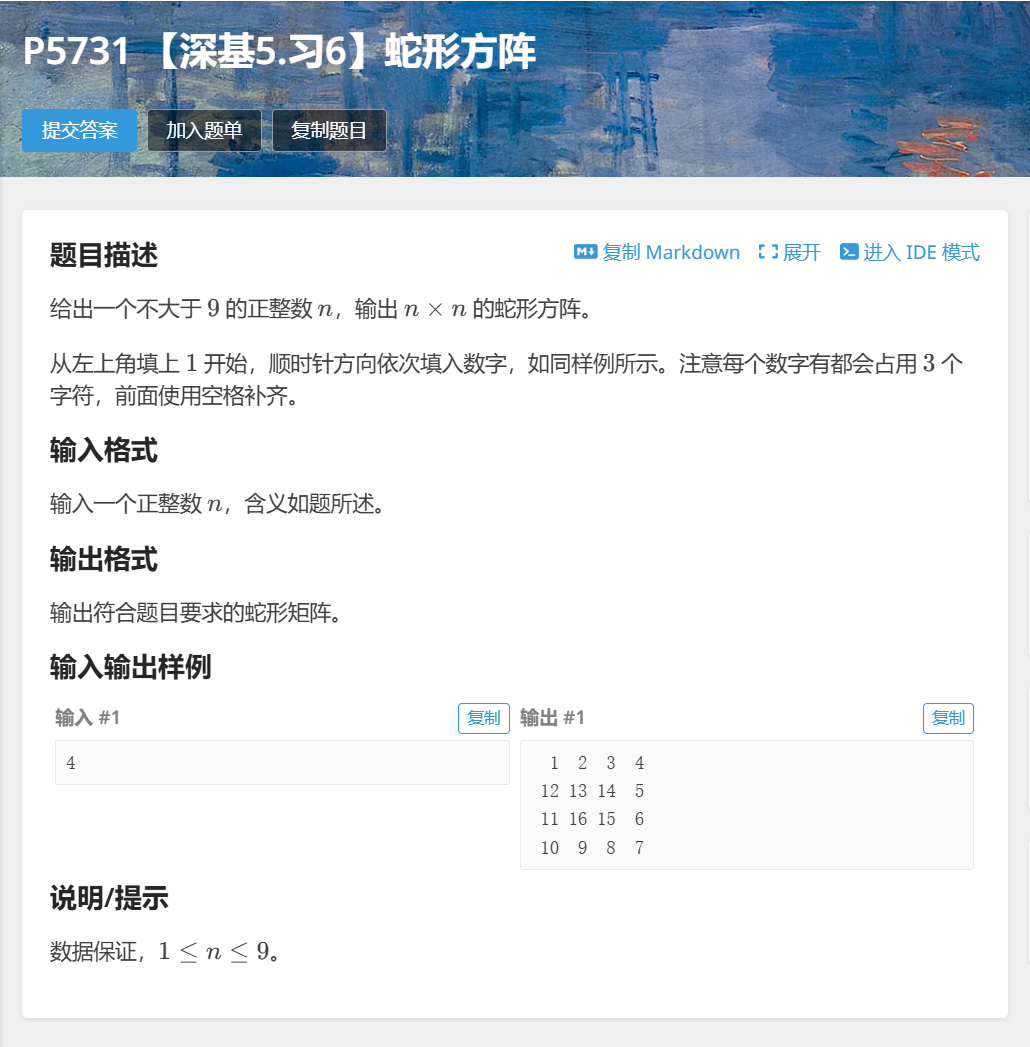 P5731 【深基5.习6】蛇形方阵
提交答案 加入题单 复制题目
题目描述 复制 Markdown 展开 进入 IDE 模式
给出一个不大于 9 的正整数 n，输出 n × n 的蛇形方阵。
从左上角填上 1 开始，顺时针方向依次填入数字，如同样例所示。注意每个数字有都会占用 3 个
字符，前面使用空格补齐。
输入格式
输入一个正整数 n，含义如题所述。
输出格式
输出符合题目要求的蛇形矩阵。
输入输出样例
输入 #1 复制 输出 #1 复制
4
  1  2  3  4
 12 13 14  5
 11 16 15  6
 10  9  8  7
说明/提示
数据保证，1 ≤ n ≤ 9。